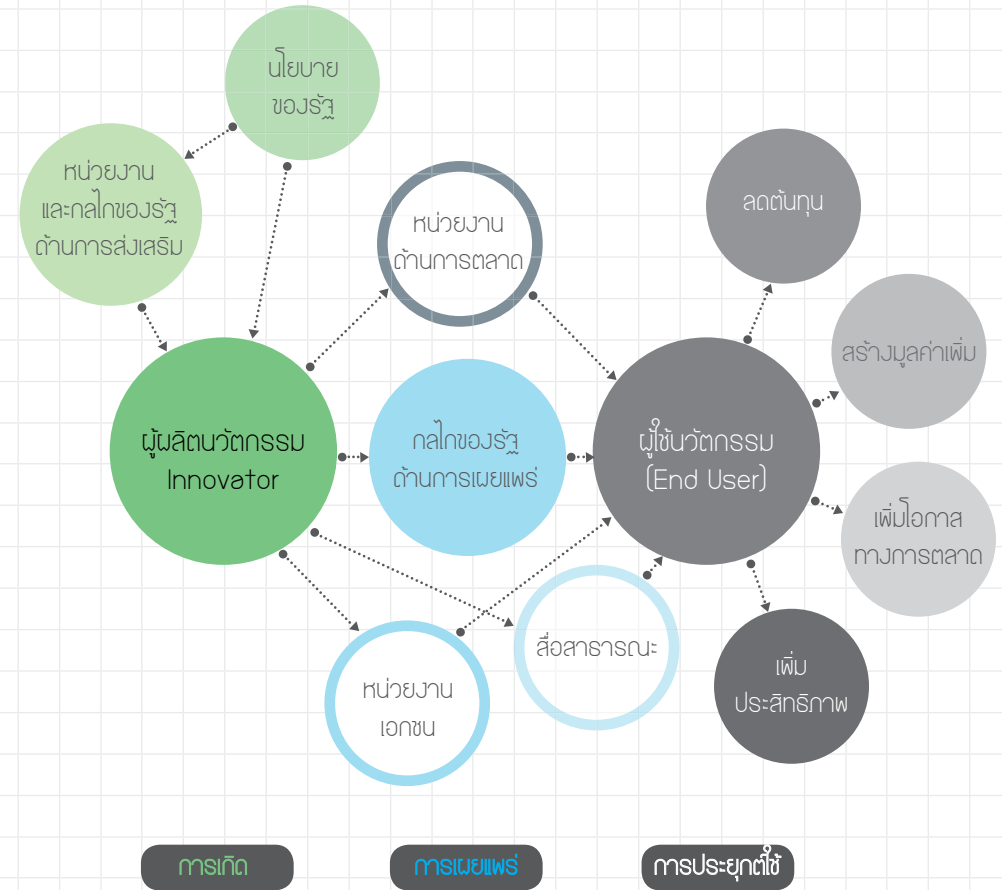 นโยบาย
ของรัฐ
หน่วยงาน
และกลไกของรัฐ
ด้านการส่งเสริม
หน่วยงาน
ด้านการตลาด
ลดต้นทุน
สร้างมูลค่าเพิ่ม
ผู้ผลิตนวัตกรรม
Innovator
กลไกของรัฐ
ด้านการเผยแพร่
ผู้ใช้นวัตกรรม
(End User)
เพิ่มโอกาส
ทางการตลาด
สื่อสาธารณะ
หน่วยงาน
เอกชน
เพิ่ม
ประสิทธิภาพ
การเกิด
การเผยแพร่
การประยุกต์ใช้